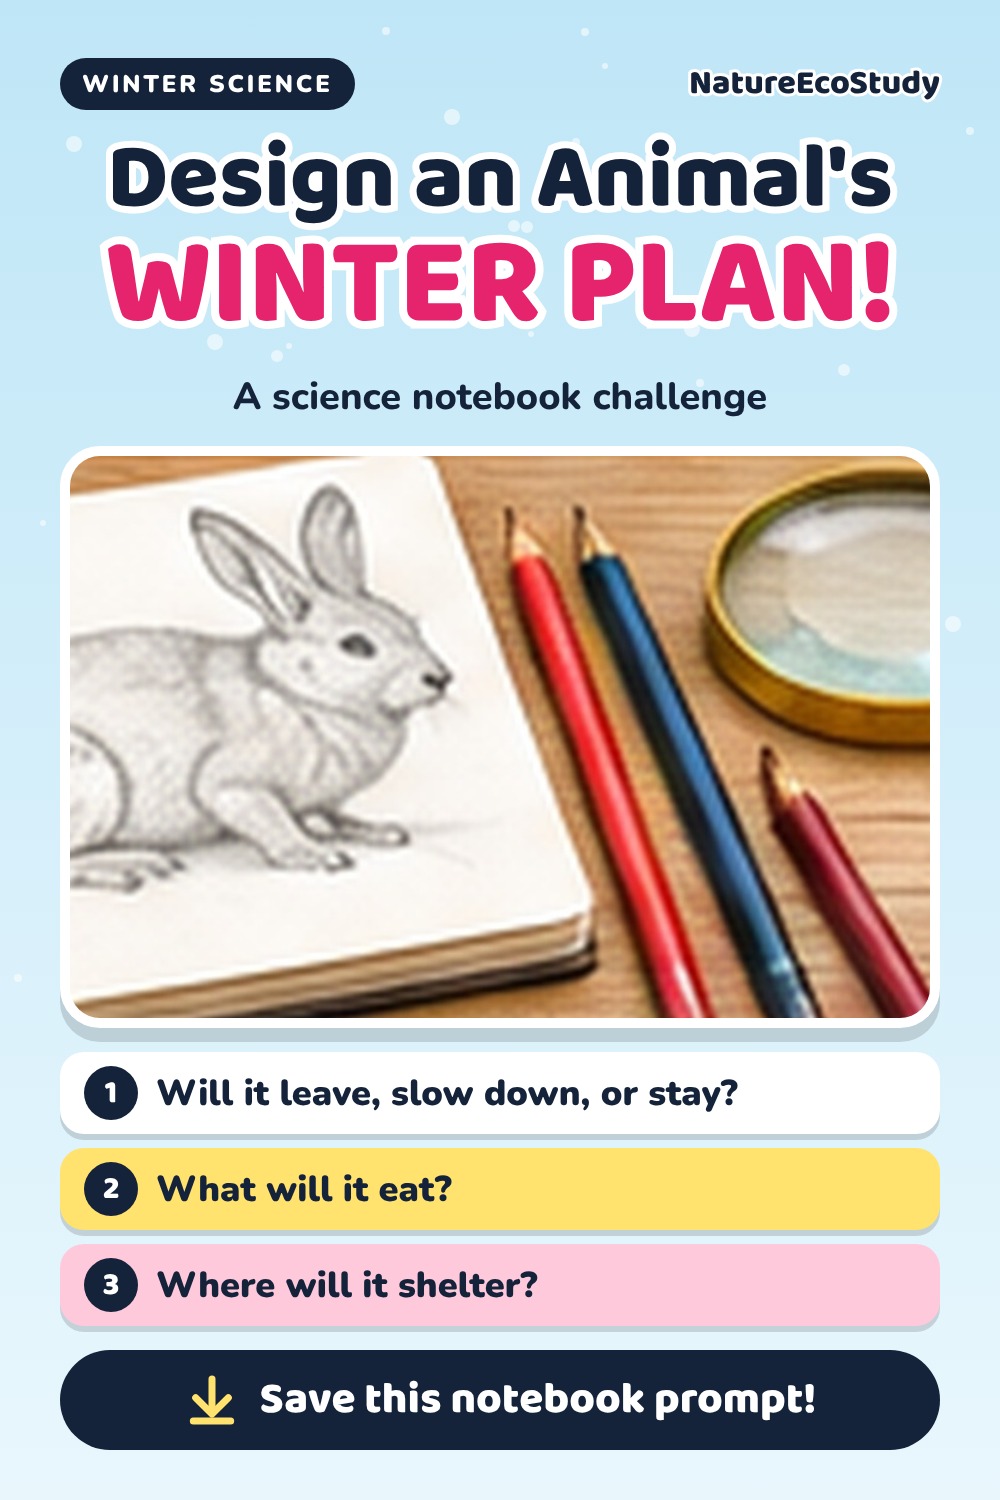 WINTER SCIENCE
NatureEcoStudy
Design an Animal's
WINTER PLAN!
A science notebook challenge
1 Will it leave, slow down, or stay?
2 What will it eat?
3 Where will it shelter?
Save this notebook prompt!